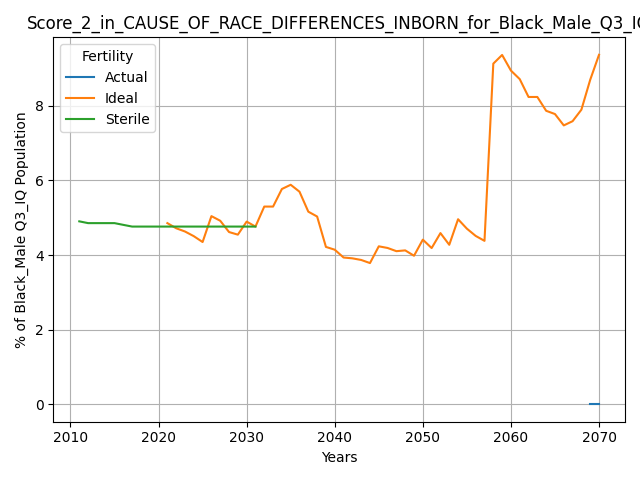 Score_2_in_CAUSE_OF_RACE_DIFFERENCES_INBORN_for_Black_Male_Q3_IQ
Fertility
Actual
Ideal
Sterile
% of Black_Male Q3_IQ Population
8
6
4
2
0
2010 2020 2030 2040 2050 2060 2070
Years